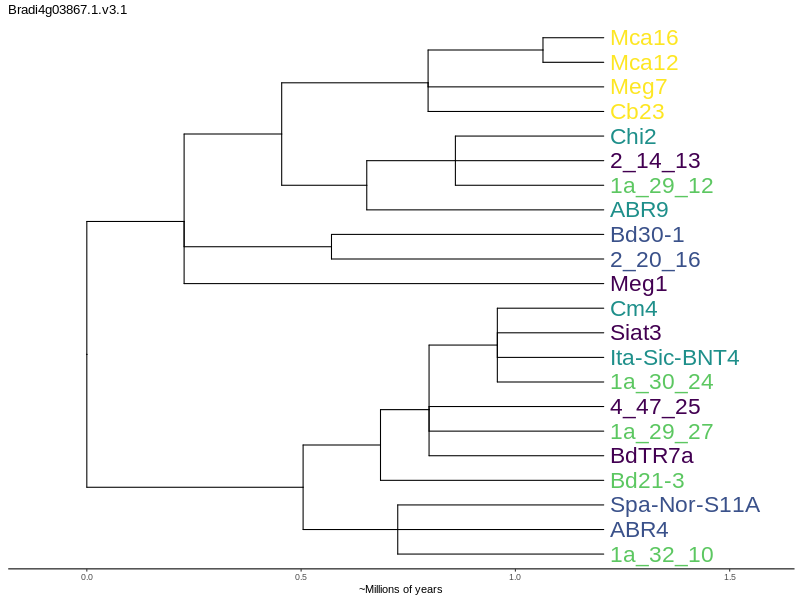 Bradi4g03867.1.v3.1
Mca16
Mca12
Meg7
Cb23
Chi2
2_14_13
1a_29_12
ABR9
Bd30-1
2_20_16
Meg1
Cm4
Siat3
Ita-Sic-BNT4
1a_30_24
4_47_25
1a_29_27
BdTR7a
Bd21-3
Spa-Nor-S11A
ABR4
1a_32_10
0.0 0.5 1.0 1.5
~Millions of years